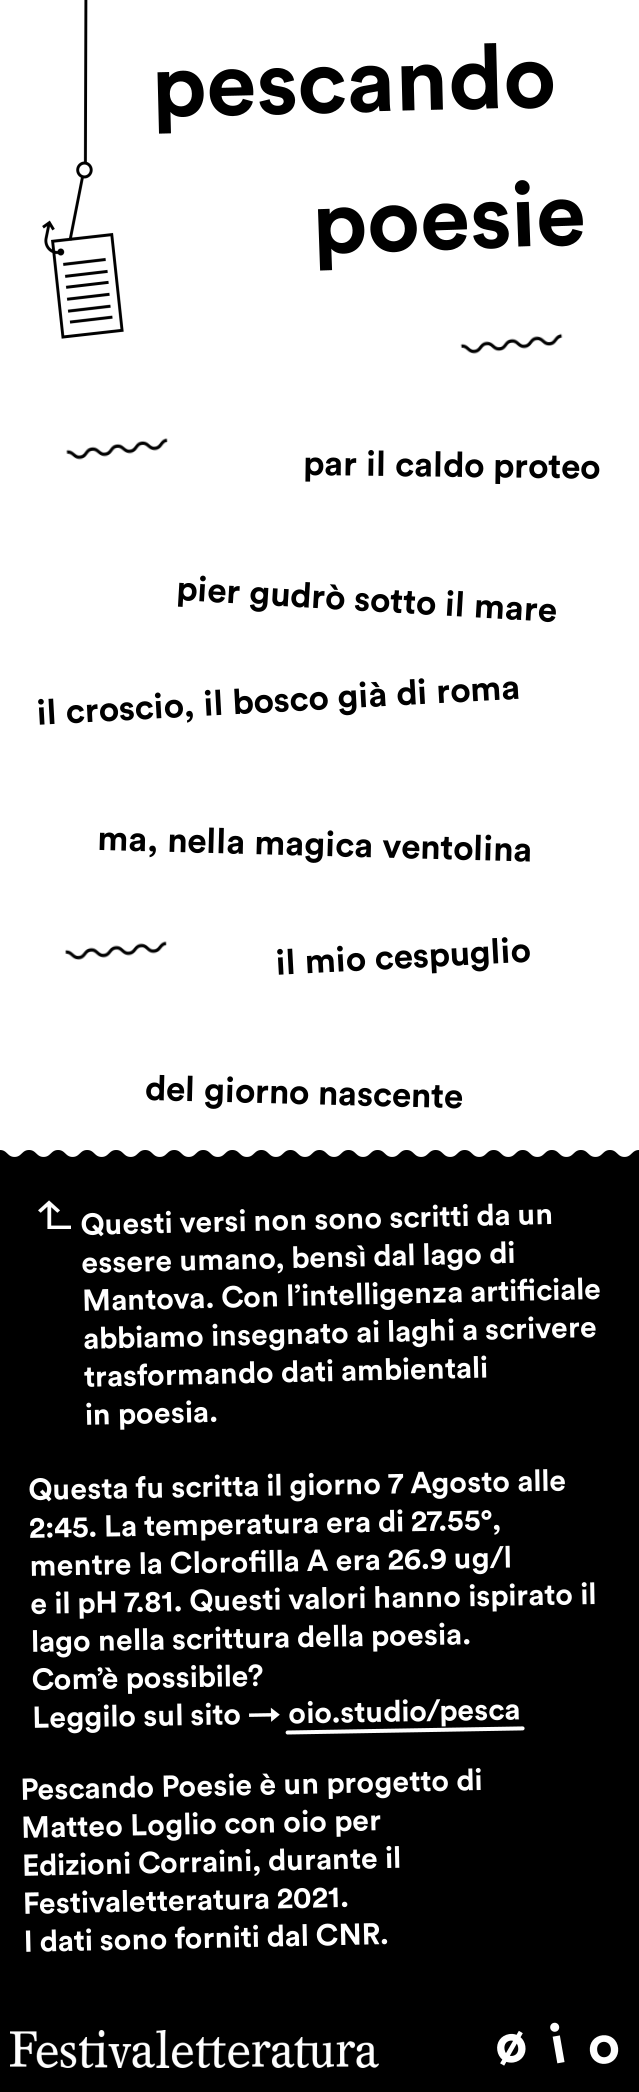 pescando
poesie
par il caldo proteo
pier gudrò sotto il mare
il croscio, il bosco già di roma
ma, nella magica ventolina
il mio cespuglio
del giorno nascente
Questi versi non sono scritti da un
essere umano, bensì dal lago di
Mantova. Con l’intelligenza artificiale
abbiamo insegnato ai laghi a scrivere
trasformando dati ambientali
in poesia.
Questa fu scritta il giorno 7 Agosto alle
2:45. La temperatura era di 27.55°,
mentre la Clorofilla A era 26.9 ug/l
e il pH 7.81. Questi valori hanno ispirato il
lago nella scrittura della poesia.
Com’è possibile?
Leggilo sul sito → oio.studio/pesca
Pescando Poesie è un progetto di
Matteo Loglio con oio per
Edizioni Corraini, durante il
Festivaletteratura 2021.
I dati sono forniti dal CNR.
Festivaletteratura ø i o